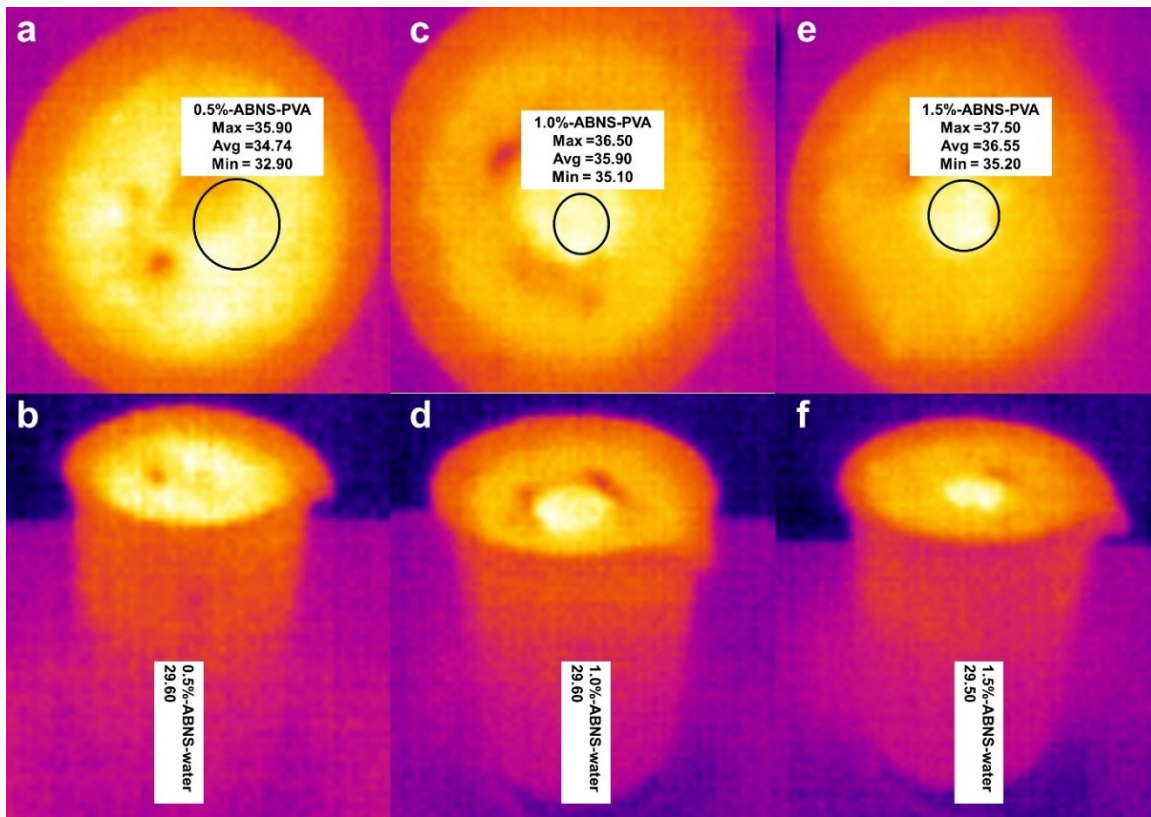 a
0.5%-ABNS-PVA
Max =35.90
Avg =34.74
Min = 32.90
c
1.0%-ABNS-PVA
Max =36.50
Avg =35.90
Min = 35.10
e
1.5%-ABNS-PVA
Max =37.50
Avg =36.55
Min = 35.20
b
0.5%-ABNS-water
29.60
d
1.0%-ABNS-water
29.60
f
1.5%-ABNS-water
29.50